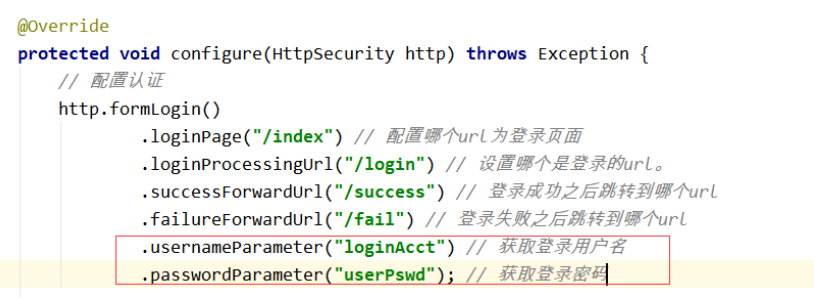 @Override
protected void configure(HttpSecurity http) throws Exception {
// 配置认证
http.formLogin()
.loginPage("/index") // 配置哪个url为登录页面
.loginProcessingUrl("/login") // 设置哪个是登录的url。
.successForwardUrl("/success") // 登录成功之后跳转到哪个url
.failureForwardUrl("/fail") // 登录失败之后跳转到哪个url
.usernameParameter("loginAcct") // 获取登录用户名
.passwordParameter("userPswd"); // 获取登录密码